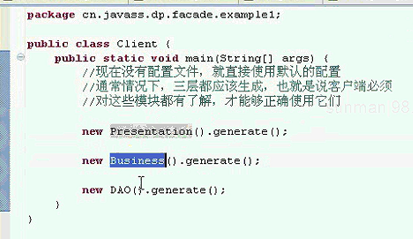 package cn.javass.dp.facade.example1;
public class Client {
public static void main(String[] args) {
//现在没有配置文件，就直接使用默认的配置
//通常情况下，三层都应该生成，也就是说客户端必须
//对这些模块都有了解，才能够正确使用它们
new Presentation().generate();
new Business().generate();
new DAO().generate();
}
}